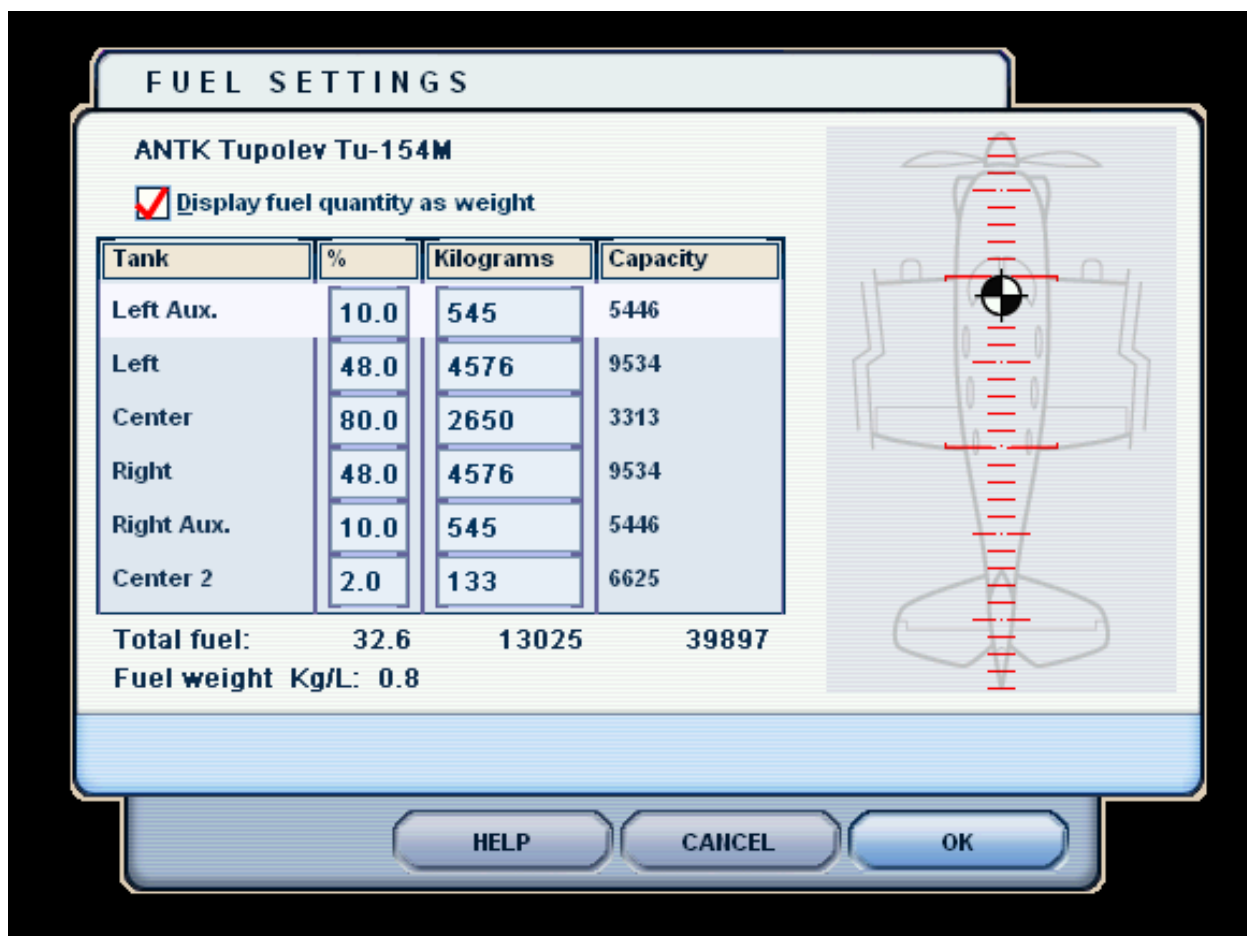 FUEL SETTINGS
ANTK Tupolev Tu-154M
Display fuel quantity as weight
Tank % Kilograms Capacity
Left Aux. 10.0 545 5446
Left 48.0 4576 9534
Center 80.0 2650 3313
Right 48.0 4576 9534
Right Aux. 10.0 545 5446
Center 2 2.0 133 6625
Total fuel: 32.6 13025 39897
Fuel weight Kg/L: 0.8
HELP CANCEL OK